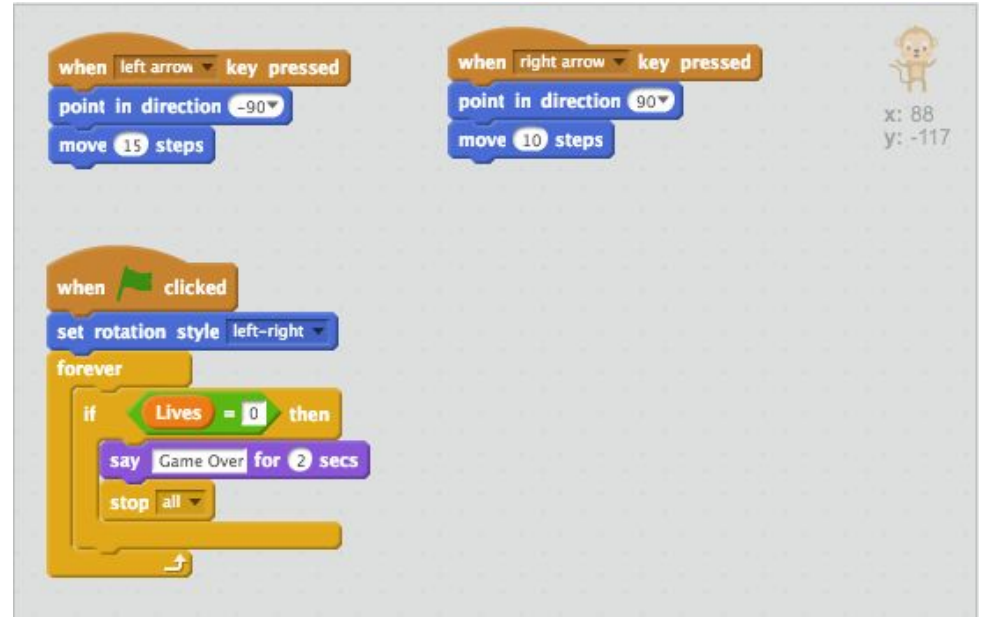 when left arrow key pressed
point in direction -90
move 15 steps
when right arrow key pressed
point in direction 90
move 10 steps
x: 88
y: -117
when clicked
set rotation style left-right
forever
if Lives = 0 then
say Game Over for 2 secs
stop all